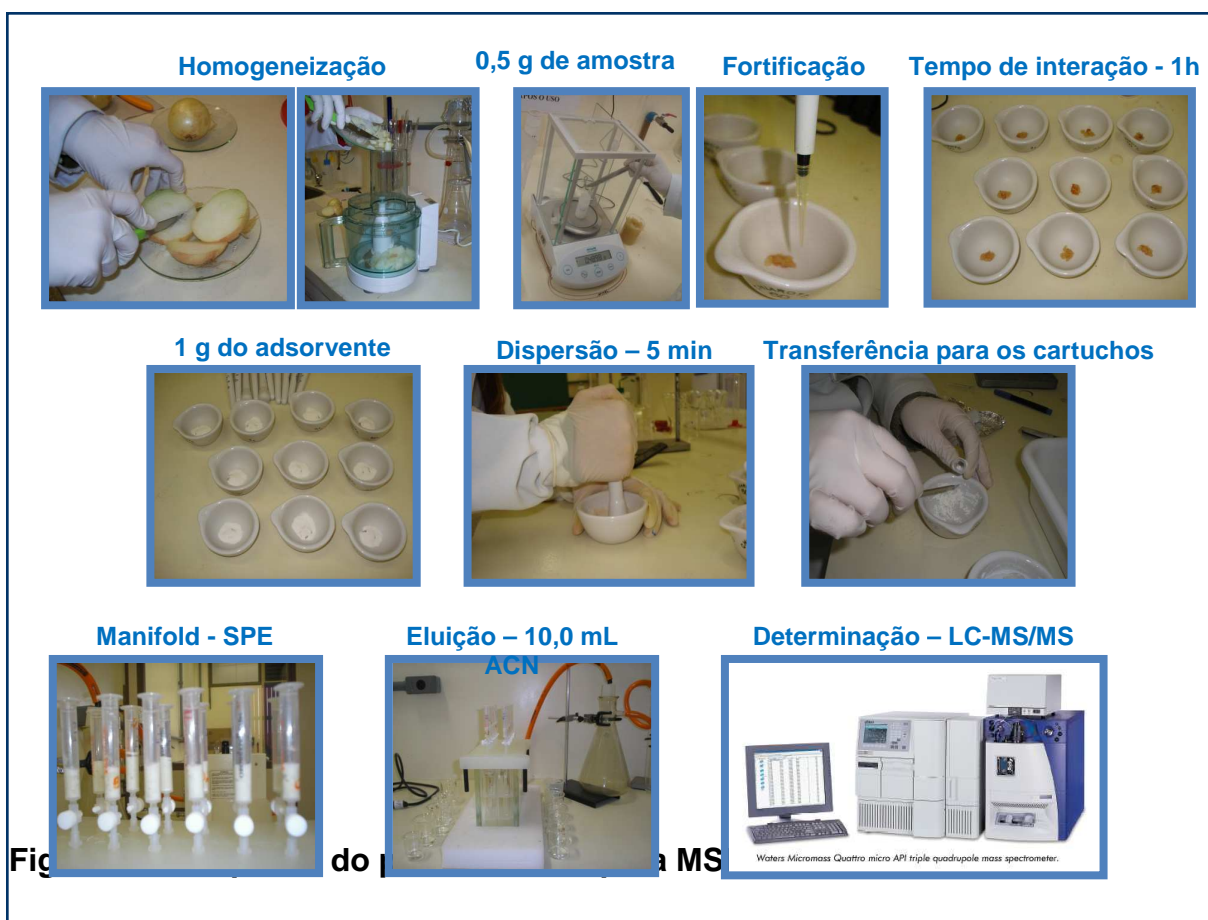 Homogeneização
0,5 g de amostra
Fortificação
Tempo de interação - 1h
APOS O USO
1 g do adsorvente
Dispersão – 5 min
Transferência para os cartuchos
Manifold - SPE
Eluição – 10,0 mL
ACN
Determinação – LC-MS/MS
Waters Micromass Quattro micro API triple quadrupole mass spectrometer.
Fig do p a MS